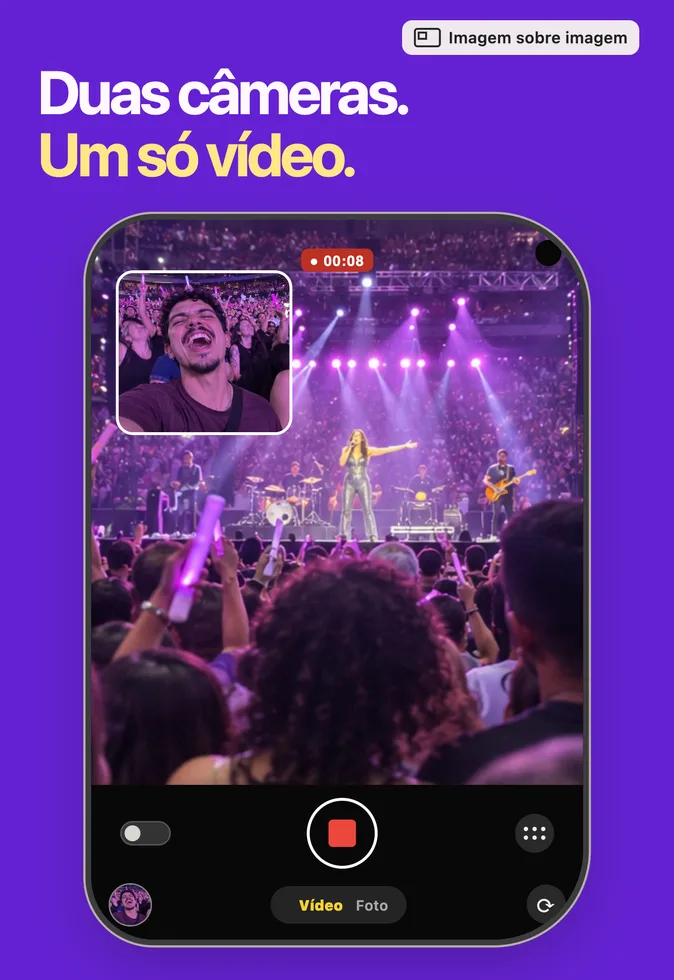 Imagem sobre imagem
Duas câmeras.
Um só vídeo.
00:08
Vídeo Foto